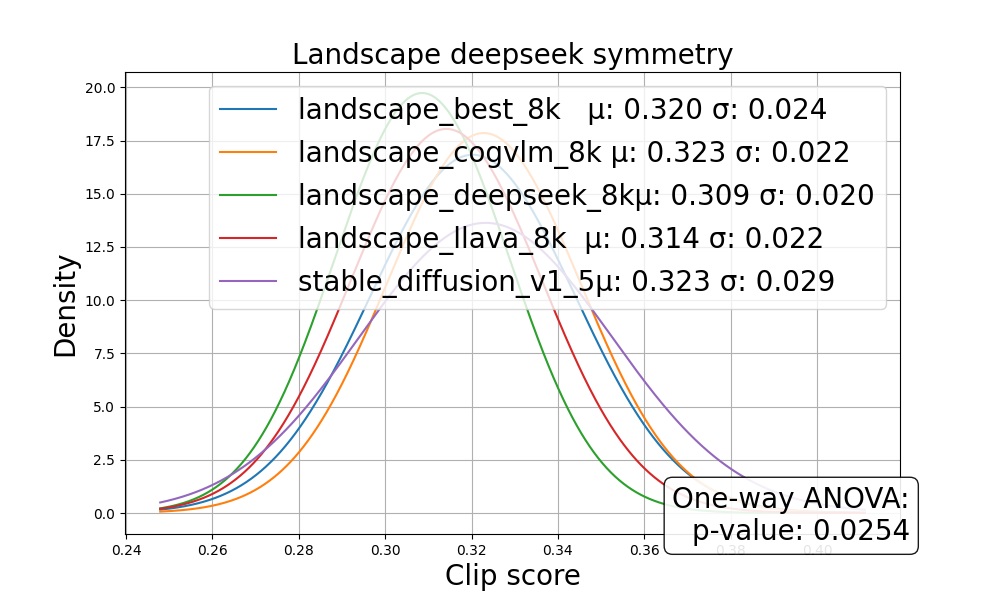 Landscape deepseek symmetry
20.0
17.5
15.0
12.5
10.0
7.5
5.0
2.5
0.0
Density
landscape_best_8k   μ: 0.320 σ: 0.024
landscape_cogvlm_8k μ: 0.323 σ: 0.022
landscape_deepseek_8kμ: 0.309 σ: 0.020
landscape_llava_8k  μ: 0.314 σ: 0.022
stable_diffusion_v1_5μ: 0.323 σ: 0.029
One-way ANOVA:
p-value: 0.0254
0.24 0.26 0.28 0.30 0.32 0.34 0.36 0.38 0.40
Clip score